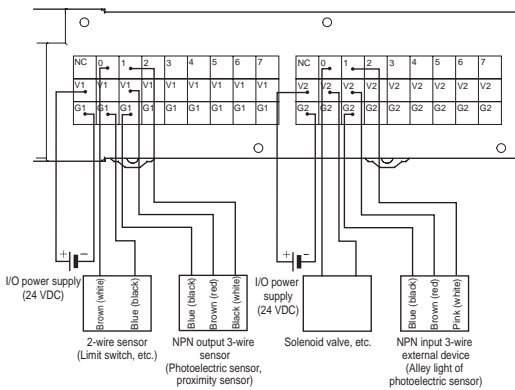 NC 0 1 2 3 4 5 6 7
V1 V1 V1 V1 V1 V1 V1 V1 V1
G1 G1 G1 G1 G1 G1 G1 G1 G1
NC 0 1 2 3 4 5 6 7
V2 V2 V2 V2 V2 V2 V2 V2 V2
G2 G2 G2 G2 G2 G2 G2 G2 G2
+ −
I/O power supply
(24 VDC)
Brown (white)
Blue (black)
2-wire sensor
(Limit switch, etc.)
Blue (black)
Brown (red)
Black (white)
NPN output 3-wire
sensor
(Photoelectric sensor,
proximity sensor)
+ −
I/O power
supply
(24 VDC)
Solenoid valve, etc.
Blue (black)
Brown (red)
Pink (white)
NPN input 3-wire
external device
(Alley light of
photoelectric sensor)